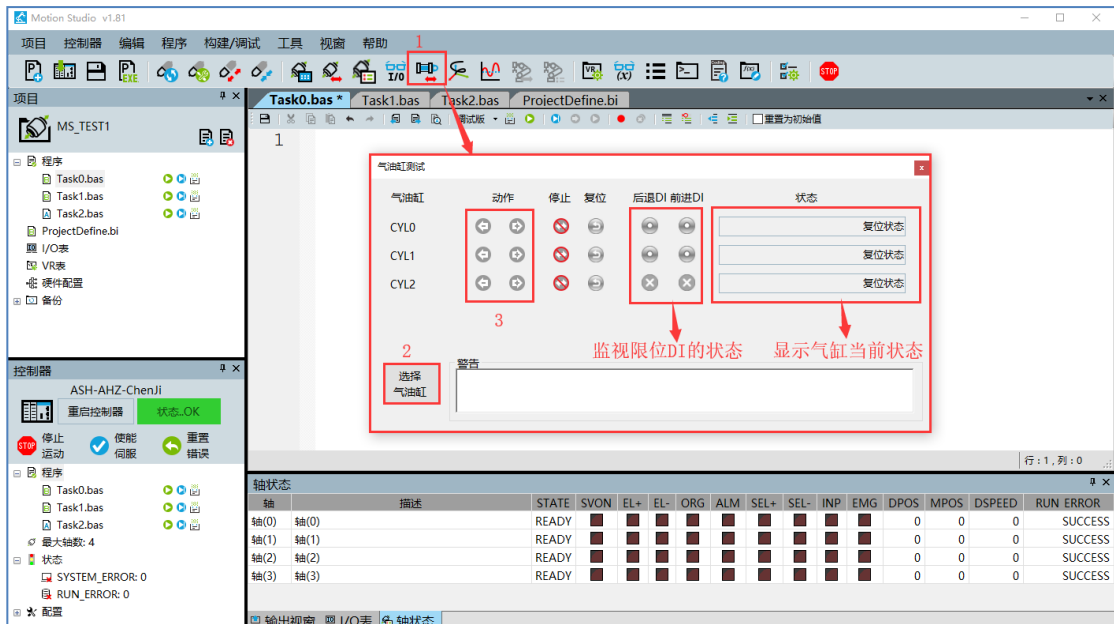 Motion Studio v1.81
项目 控制器 编辑 程序 构建/调试 工具 视窗 帮助
1
项目
Task0.bas * Task1.bas Task2.bas ProjectDefine.bi
MS_TEST1
调试版 重置为初始值
1
程序
Task0.bas
Task1.bas
Task2.bas
ProjectDefine.bi
I/O表
VR表
硬件配置
备份
气油缸测试
气油缸 动作 停止 复位 后退DI 前进DI 状态
CYL0 复位状态
CYL1 复位状态
CYL2 复位状态
3
监视限位DI的状态 显示气缸当前状态
2
选择
气油缸
警告
行: 1 , 列: 0
控制器
ASH-AHZ-ChenJi
重启控制器 状态..OK
STOP 停止
运动
使能
伺服
重置
错误
程序
Task0.bas
Task1.bas
Task2.bas
最大轴数: 4
状态
SYSTEM_ERROR: 0
RUN_ERROR: 0
配置
轴状态
轴 描述 STATE SVON EL+ EL- ORG ALM SEL+ SEL- INP EMG DPOS MPOS DSPEED RUN ERROR
轴(0) 轴(0) READY 0 0 0 SUCCESS
轴(1) 轴(1) READY 0 0 0 SUCCESS
轴(2) 轴(2) READY 0 0 0 SUCCESS
轴(3) 轴(3) READY 0 0 0 SUCCESS
输出视窗 I/O表 轴状态